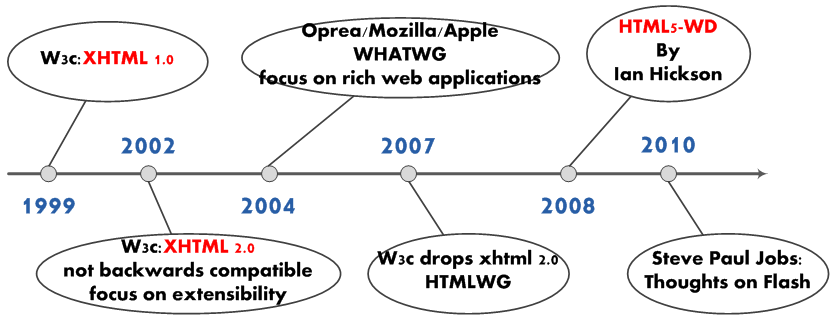 W3c:XHTML 1.0
Oprea/Mozilla/Apple
WHATWG
focus on rich web applications
HTML5-WD
By
Ian Hickson
2002
2007
2010
1999
2004
2008
W3c:XHTML 2.0
not backwards compatible
focus on extensibility
W3c drops xhtml 2.0
HTMLWG
Steve Paul Jobs:
Thoughts on Flash